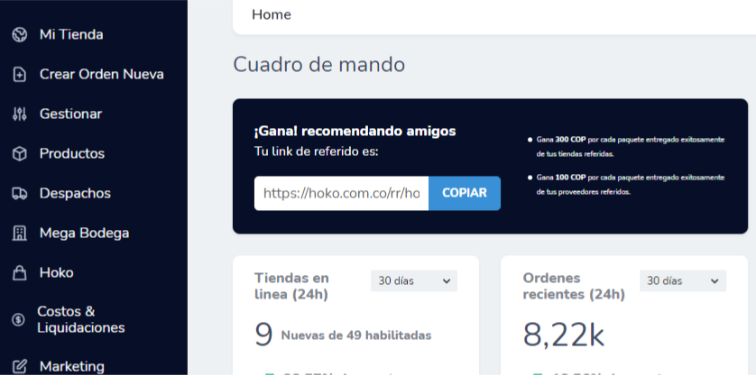 Mi Tienda
Crear Orden Nueva
Gestionar
Productos
Despachos
Mega Bodega
Hoko
Costos &
Liquidaciones
Marketing
Home
Cuadro de mando
¡Gana! recomendando amigos
Tu link de referido es:
https://hoko.com.co/rr/ho
COPIAR
Gana 300 COP por cada paquete entregado exitosamente
de tus tiendas referidas.
Gana 100 COP por cada paquete entregado exitosamente
de tus proveedores referidos.
Tiendas en
linea (24h)
30 días
9 Nuevas de 49 habilitadas
Ordenes
recientes (24h)
30 días
8,22k